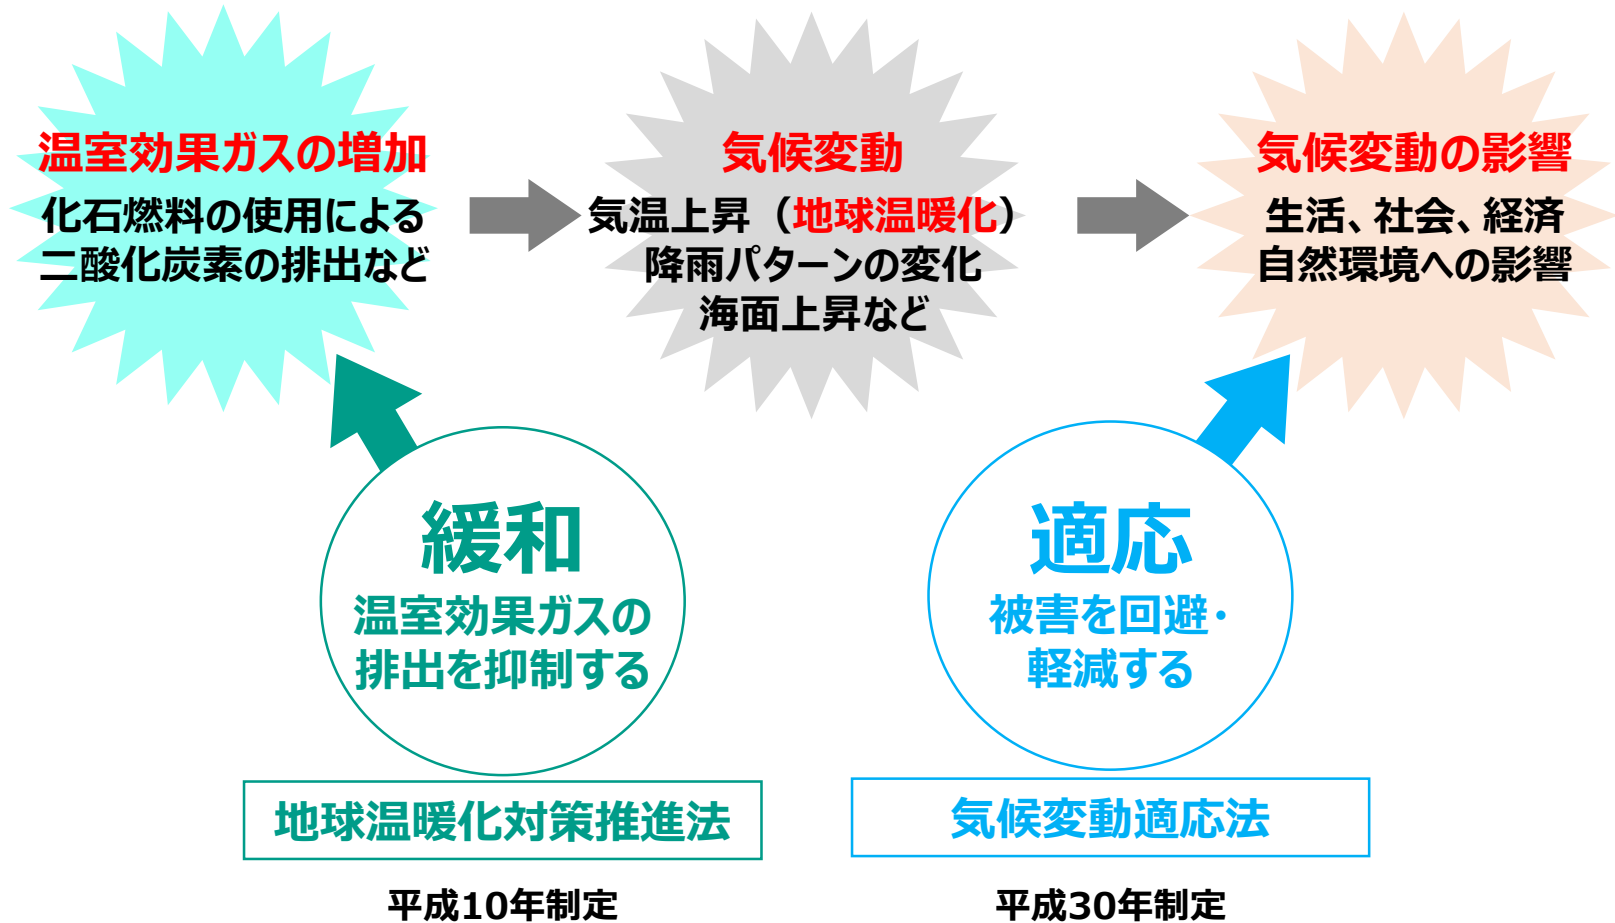 温室効果ガスの増加
化石燃料の使用による
二酸化炭素の排出など
気候変動
気温上昇（地球温暖化）
降雨パターンの変化
海面上昇など
気候変動の影響
生活、社会、経済
自然環境への影響
緩和
温室効果ガスの
排出を抑制する
適応
被害を回避・
軽減する
地球温暖化対策推進法
気候変動適応法
平成10年制定
平成30年制定